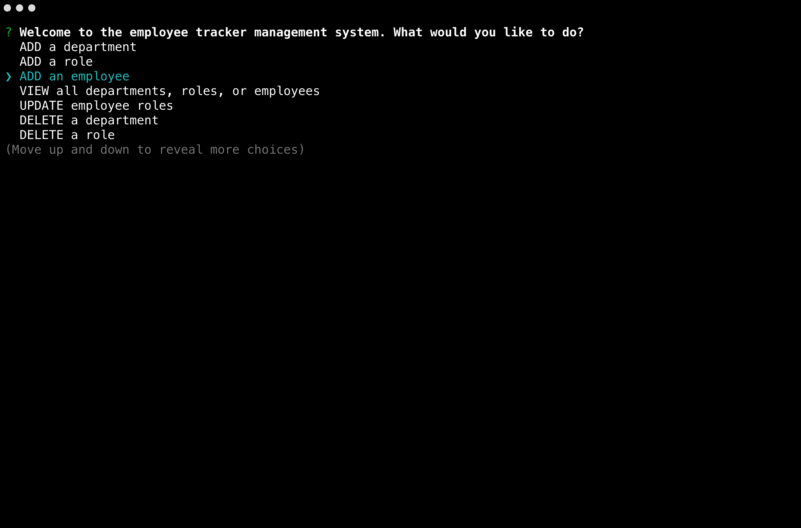 ? Welcome to the employee tracker management system. What would you like to do?
ADD a department
ADD a role
❯ ADD an employee
VIEW all departments, roles, or employees
UPDATE employee roles
DELETE a department
DELETE a role
(Move up and down to reveal more choices)